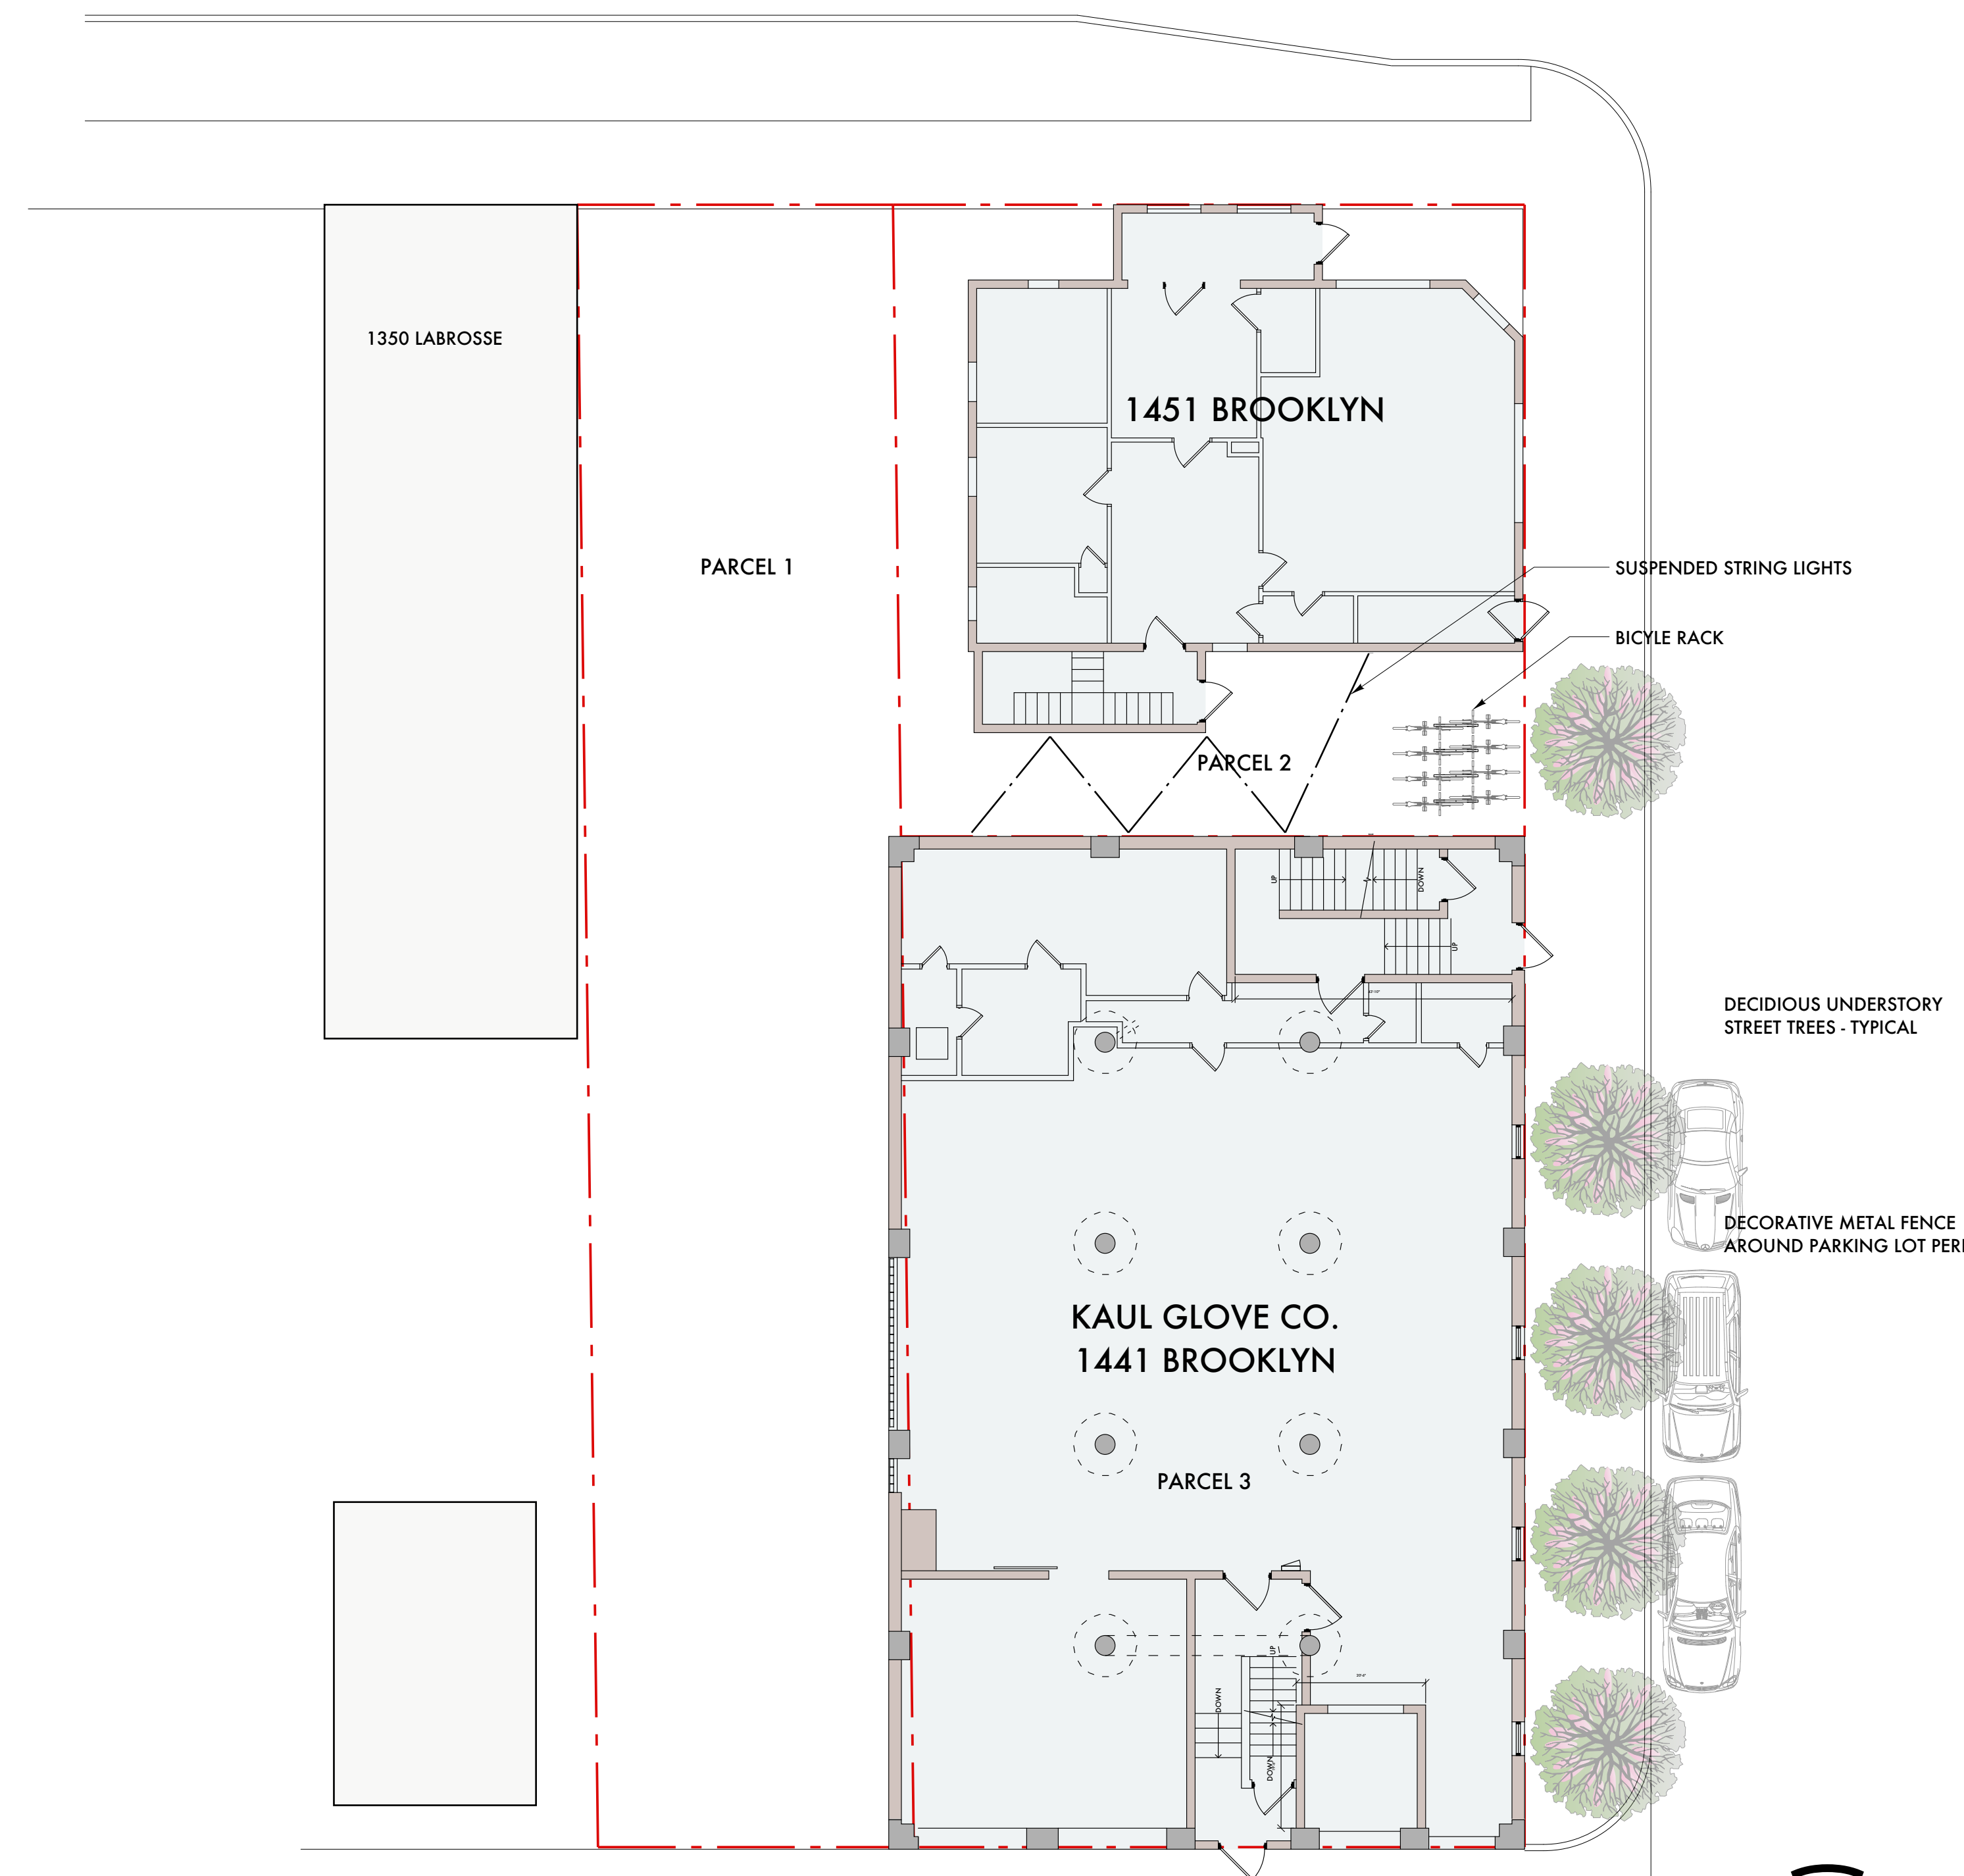 1350 LABROSSE
1451 BROOKLYN
PARCEL 1
SUSPENDED STRING LIGHTS
BICYLE RACK
PARCEL 2
UP
DOWN
UP
DECIDIOUS UNDERSTORY
STREET TREES - TYPICAL
DECORATIVE METAL FENCE
AROUND PARKING LOT
KAUL GLOVE CO.
1441 BROOKLYN
PARCEL 3
UP
DOWN
DOWN